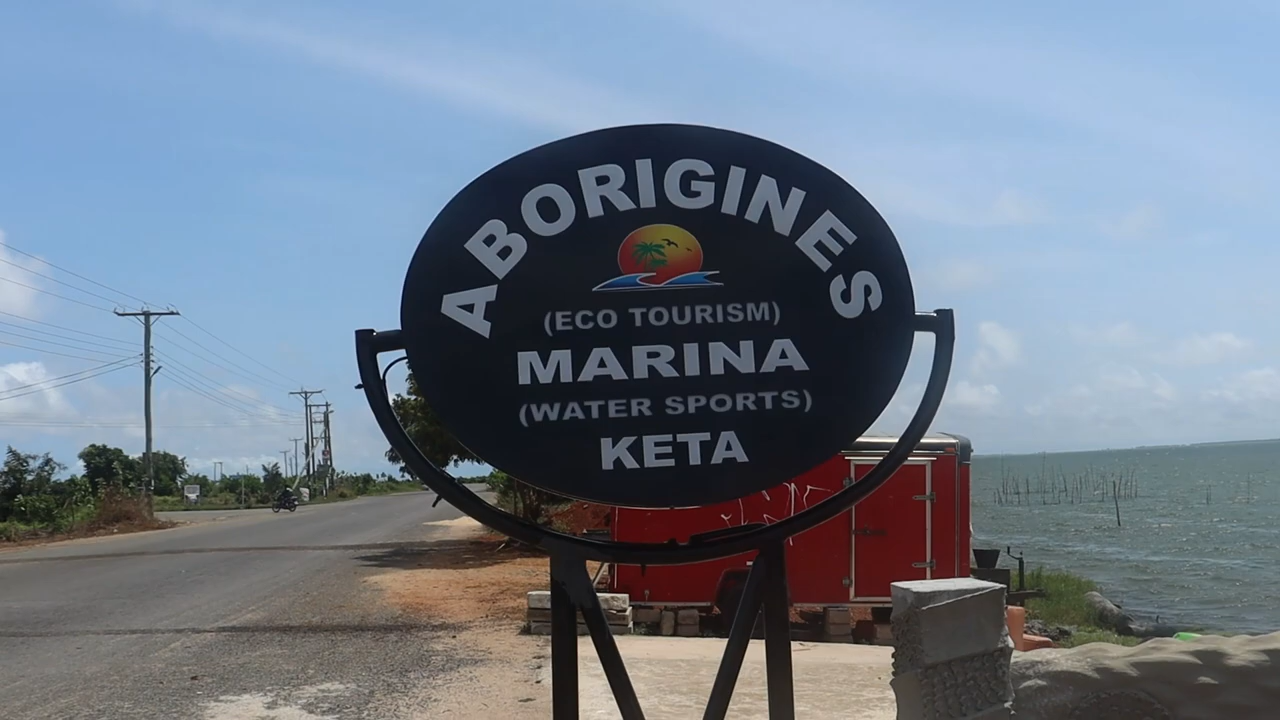 ABORIGINES
(ECO TOURISM)
MARINA
(WATER SPORTS)
KETA